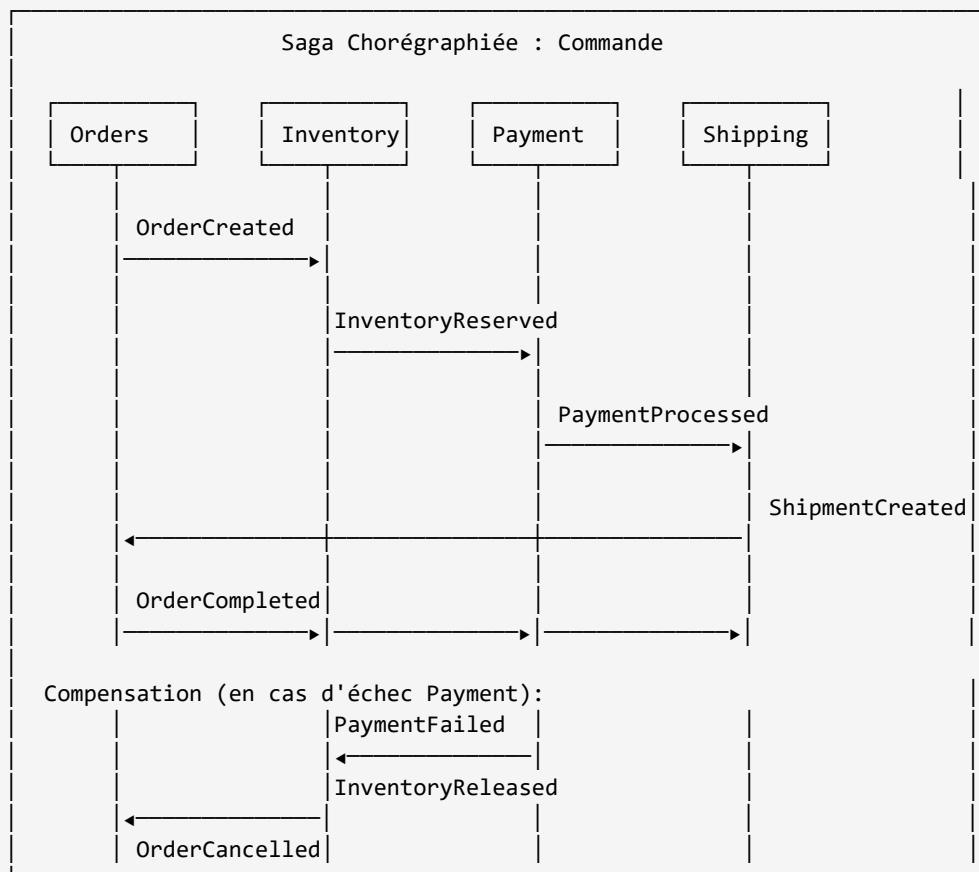 Saga Chorégraphiée : Commande
Orders Inventory Payment Shipping
OrderCreated
InventoryReserved
PaymentProcessed
ShipmentCreated
OrderCompleted
Compensation (en cas d'échec Payment):
PaymentFailed
InventoryReleased
OrderCancelled